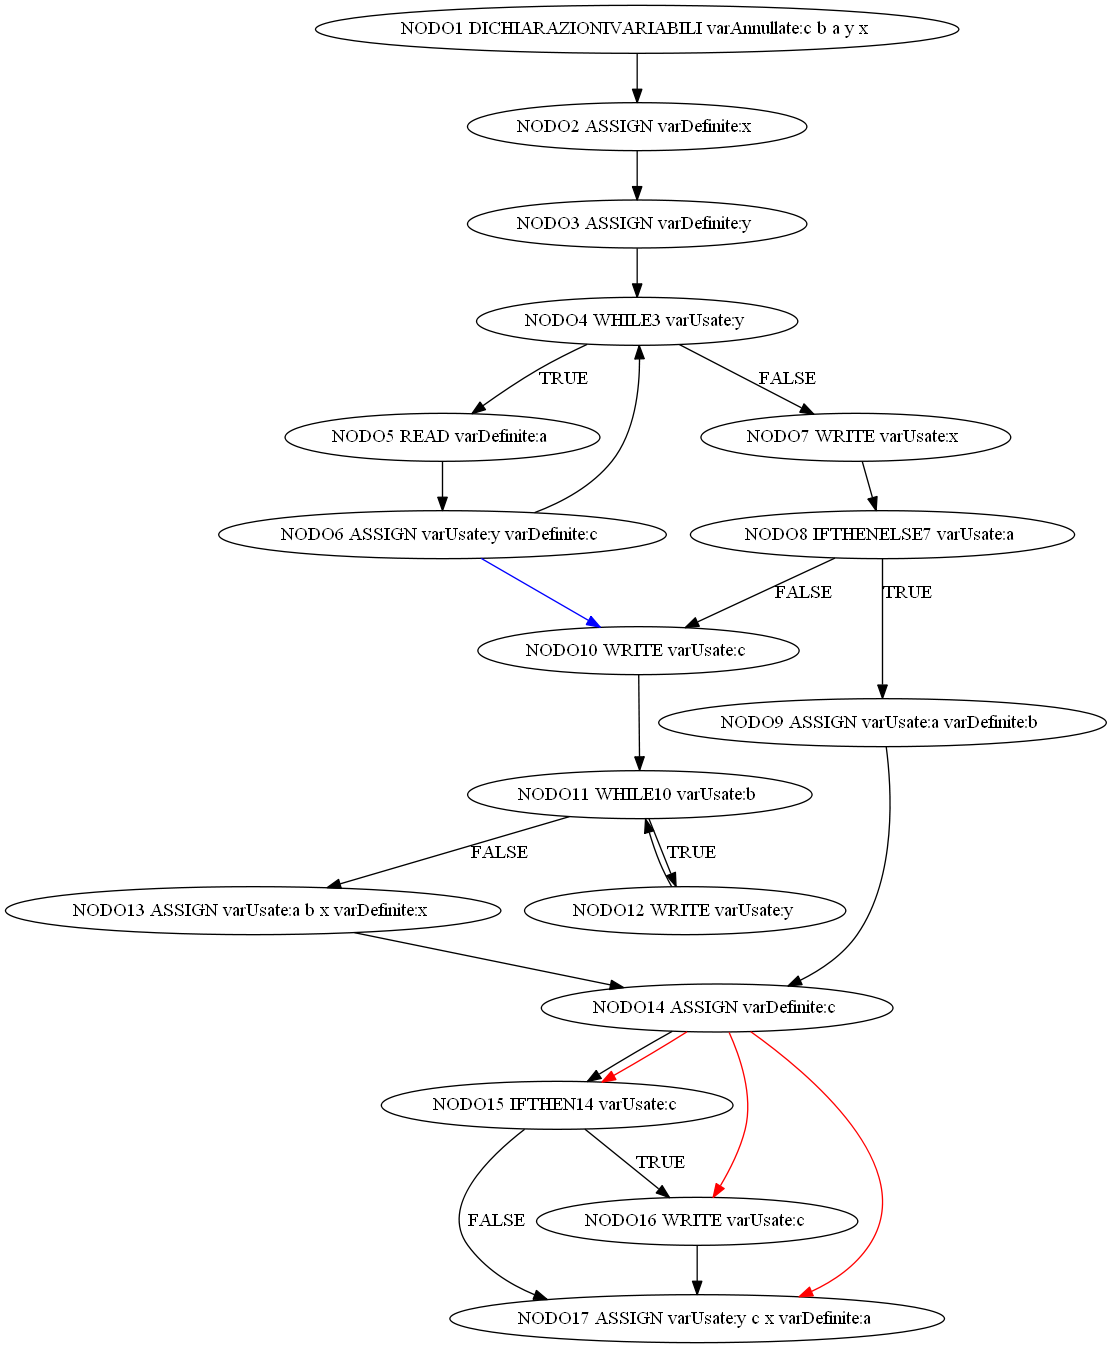 NODO1 DICHIARAZIONIVARIABILI varAnnullate:c b a y x
NODO2 ASSIGN varDefinite:x
NODO3 ASSIGN varDefinite:y
NODO4 WHILE3 varUsate:y
TRUE
FALSE
NODO5 READ varDefinite:a
NODO7 WRITE varUsate:x
NODO6 ASSIGN varUsate:y varDefinite:c
NODO8 IFTHENELSE7 varUsate:a
FALSE
TRUE
NODO10 WRITE varUsate:c
NODO9 ASSIGN varUsate:a varDefinite:b
NODO11 WHILE10 varUsate:b
FALSE
TRUE
NODO13 ASSIGN varUsate:a b x varDefinite:x
NODO12 WRITE varUsate:y
NODO14 ASSIGN varDefinite:c
NODO15 IFTHEN14 varUsate:c
TRUE
FALSE
NODO16 WRITE varUsate:c
NODO17 ASSIGN varUsate:y c x varDefinite:a